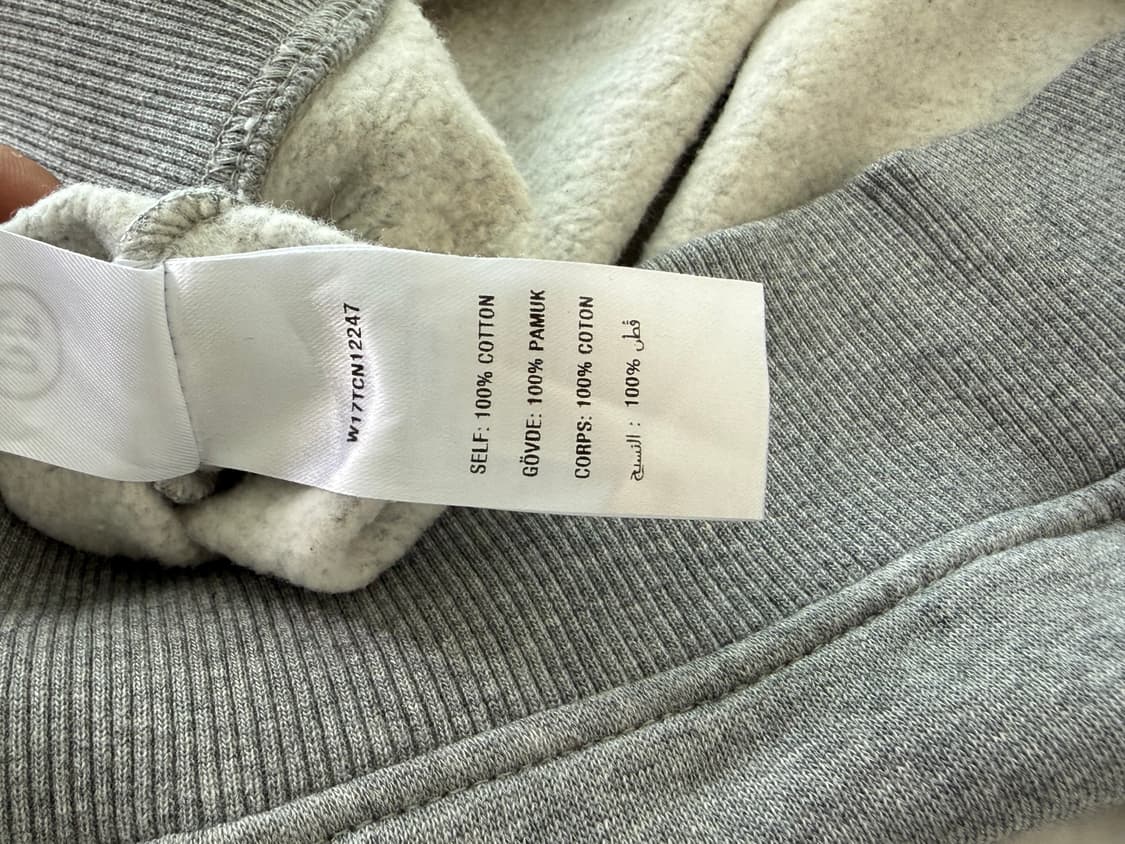 W17TCN12247
SELF: 100% COTTON
GÖVDE: 100% PAMUK
CORPS: 100% COTON
النسيج : 100% قطن